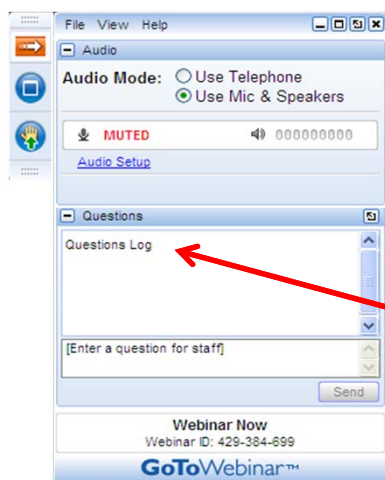 File View Help
Audio
Audio Mode: Use Telephone
Use Mic & Speakers
MUTED 000000000
Audio Setup
Questions
Questions Log
[Enter a question for staff]
Send
Webinar Now
Webinar ID: 429-384-699
GoToWebinar™